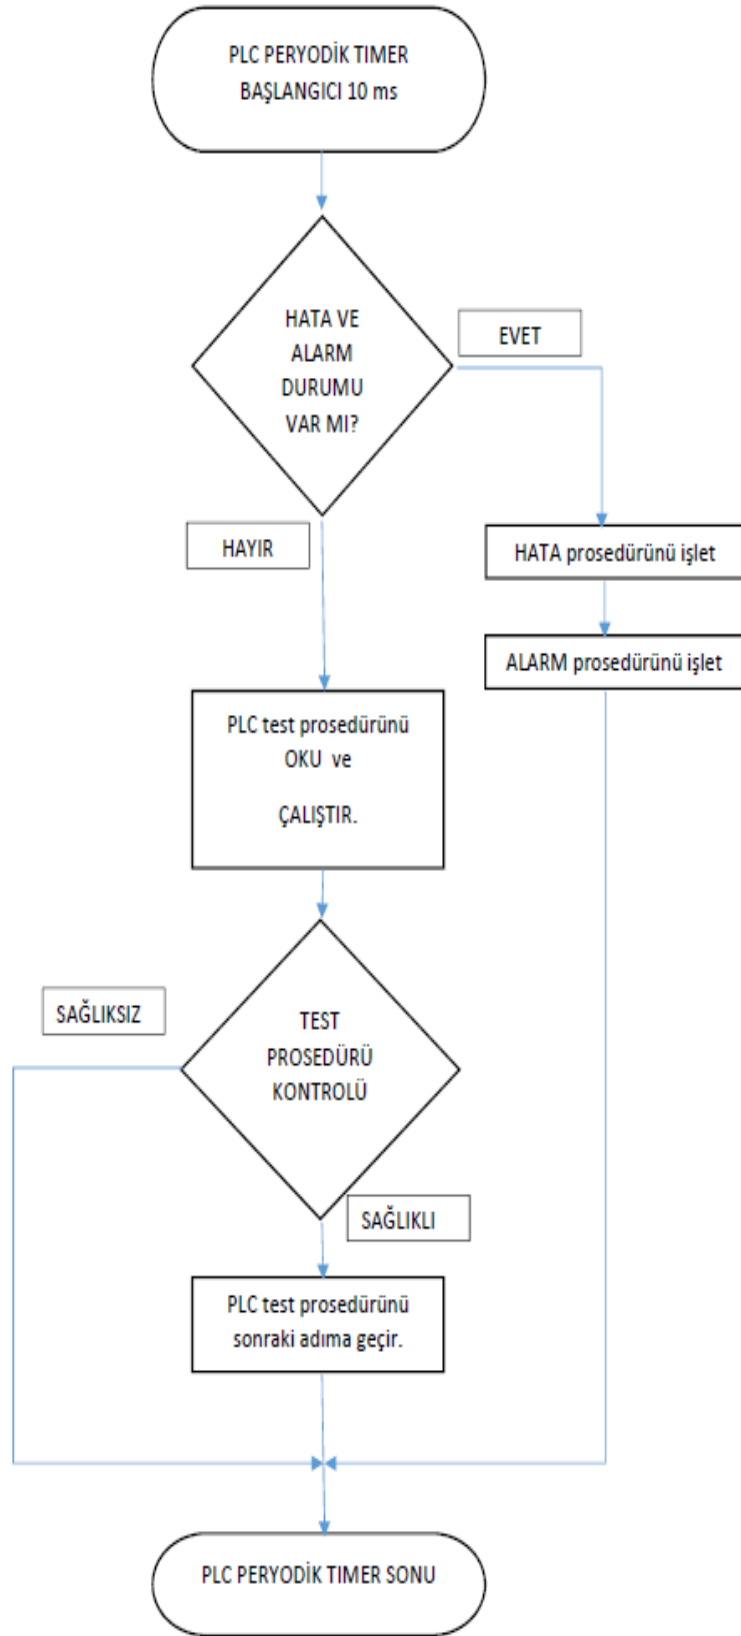 PLC PERYODİK TIMER
BAŞLANGICI 10 ms
HATA VE
ALARM
DURUMU
VAR MI?
EVET
HAYIR
HATA prosedürünü işlet
ALARM prosedürünü işlet
PLC test prosedürünü
OKU ve
ÇALIŞTIR.
SAĞLIKSIZ
TEST
PROSEDÜRÜ
KONTROLÜ
SAĞLIKLI
PLC test prosedürünü
sonraki adıma geçir.
PLC PERYODİK TIMER SONU